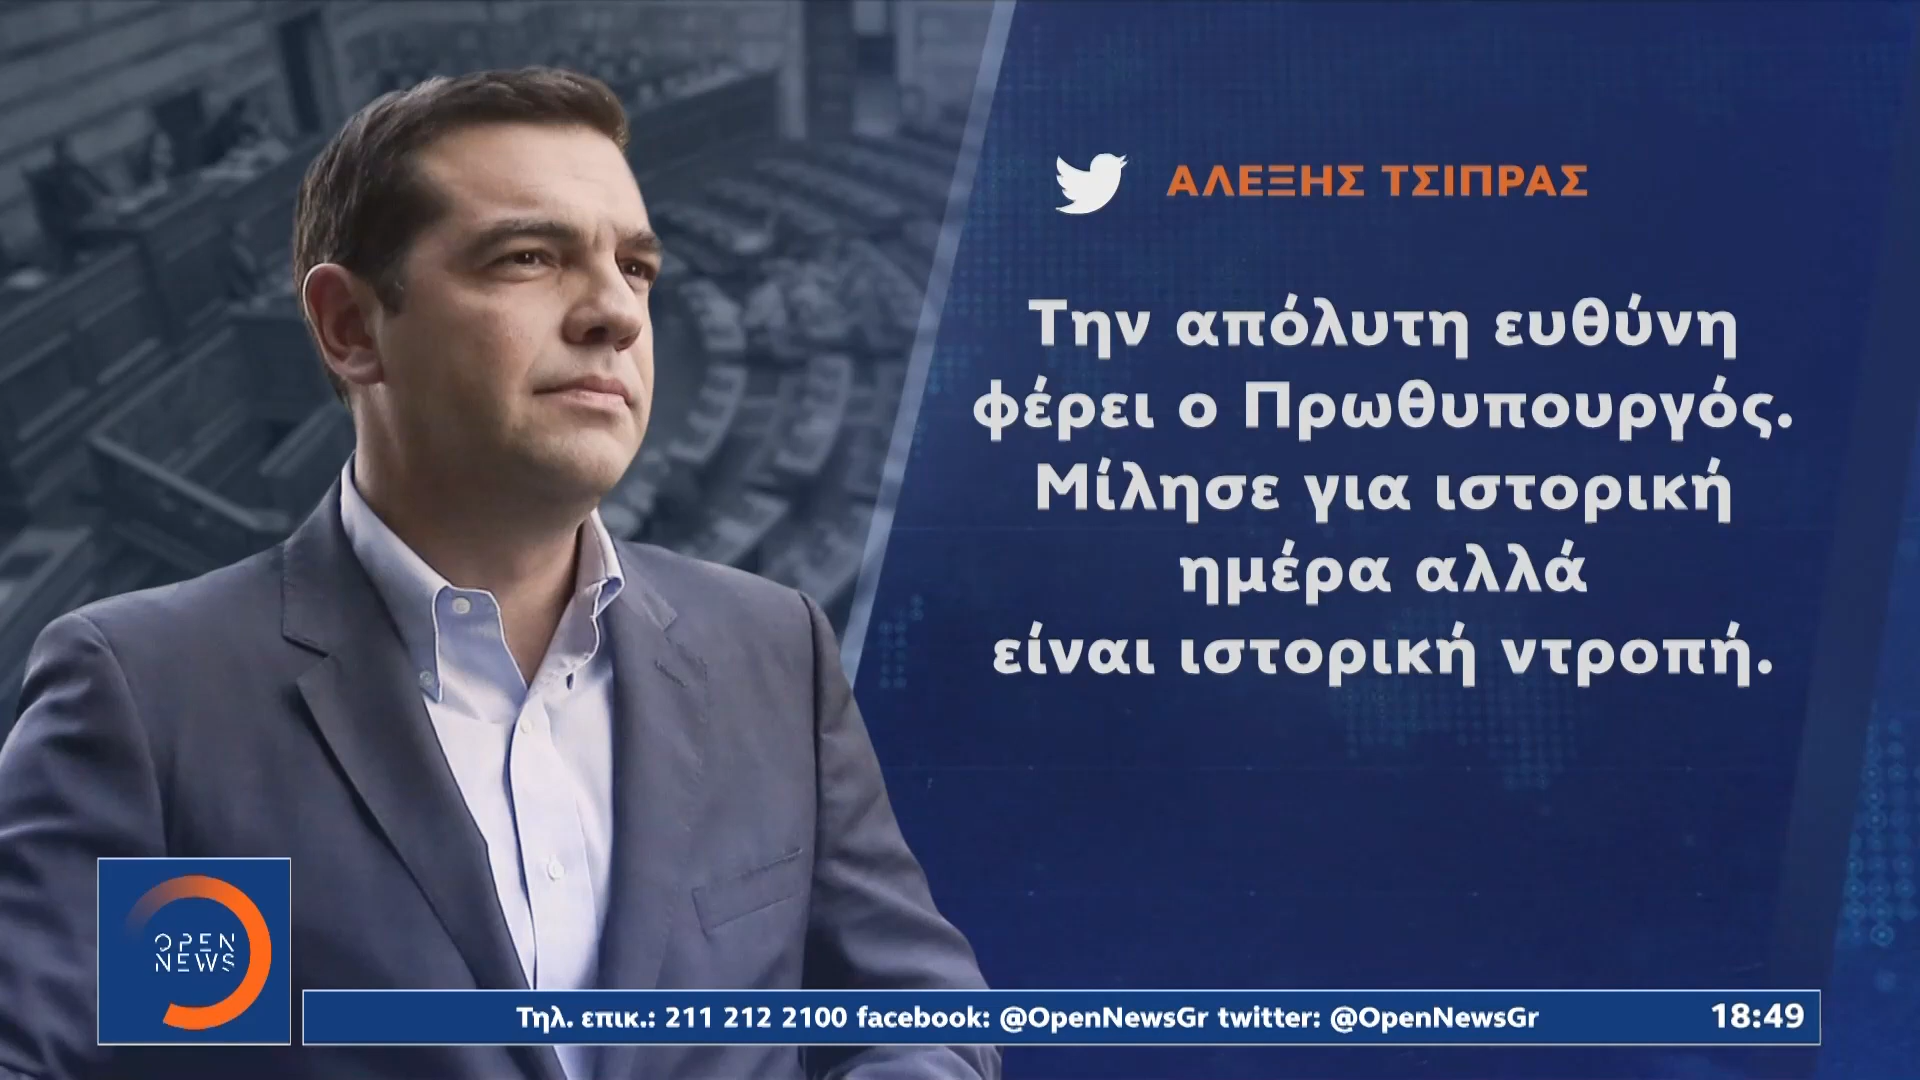 ΑΛΕΞΗΣ ΤΣΙΠΡΑΣ
Την απόλυτη ευθύνη
φέρει ο Πρωθυπουργός.
Μίλησε για ιστορική
ημέρα αλλά
είναι ιστορική ντροπή.
OPEN
NEWS
Τηλ. επικ.: 211 212 2100 facebook: @OpenNewsGr twitter: @OpenNewsGr
18:49